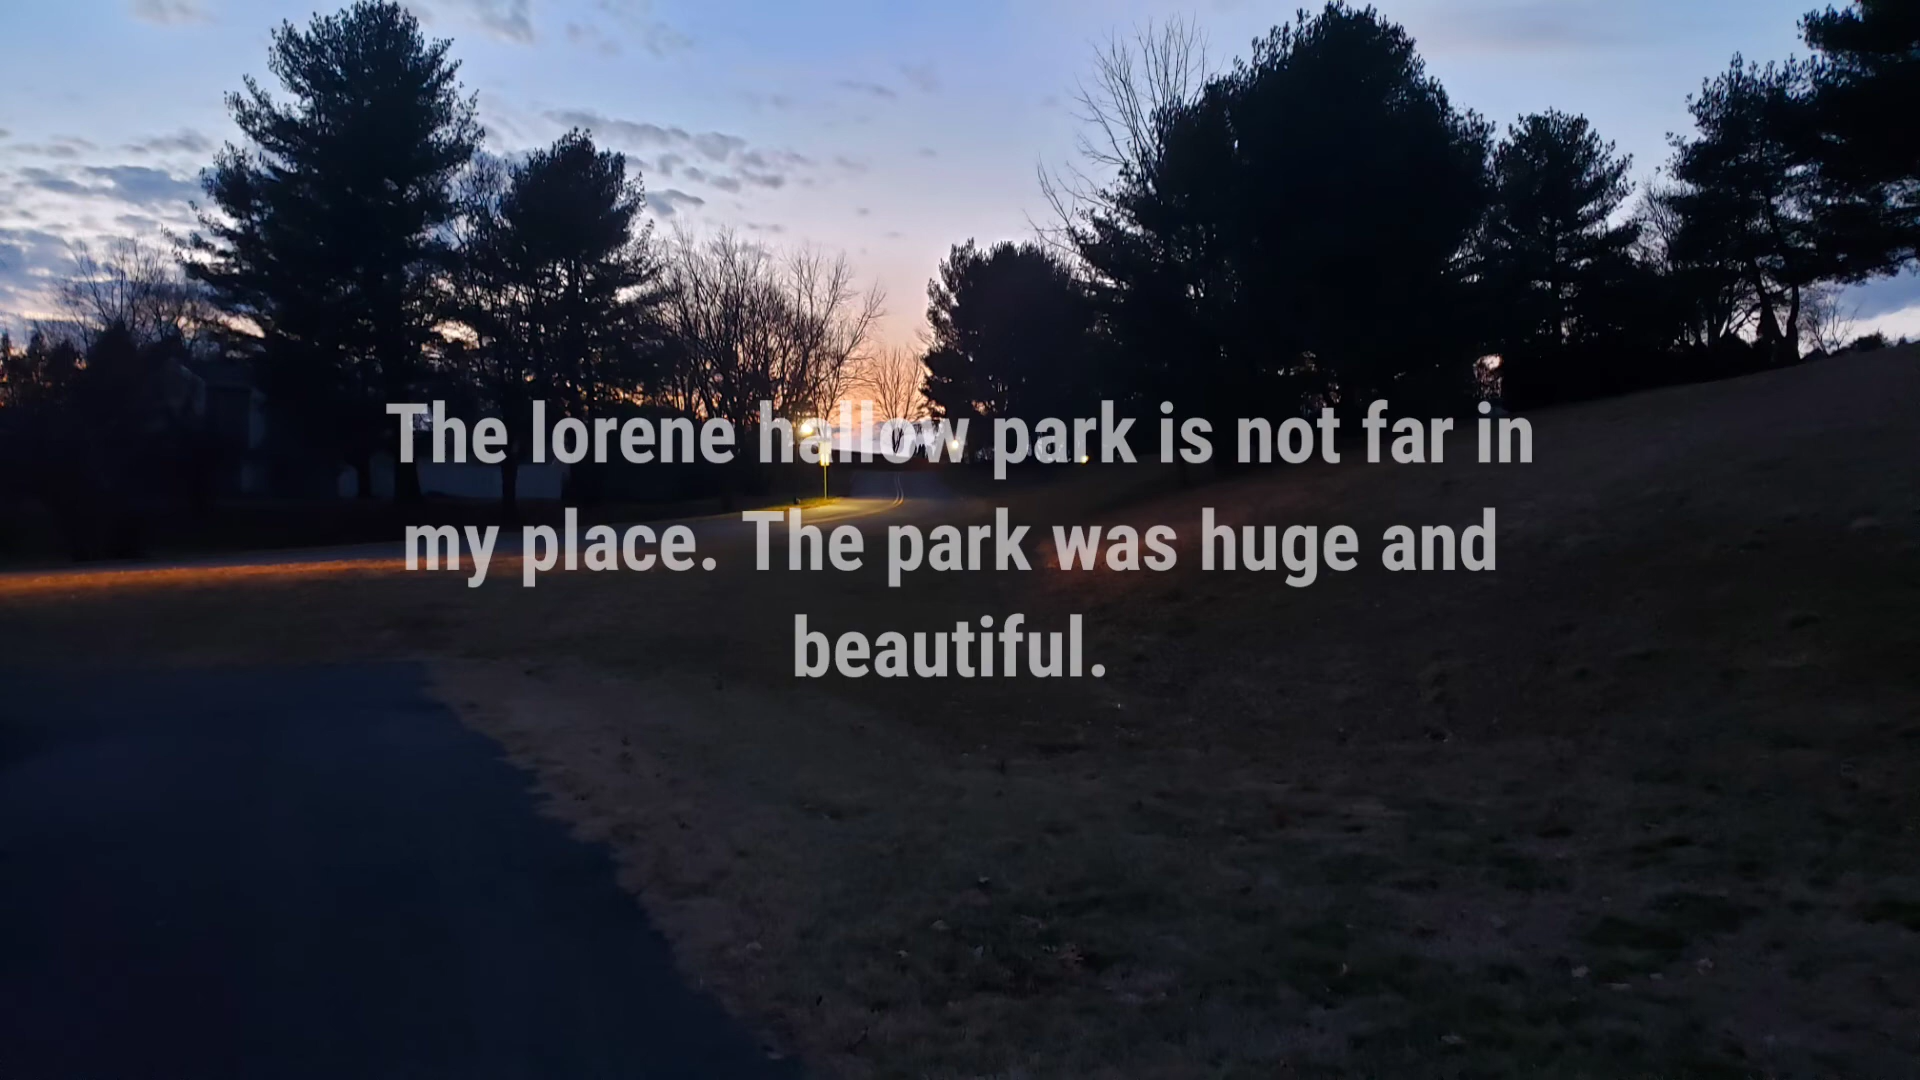 The lorene hallow park is not far in
my place. The park was huge and
beautiful.